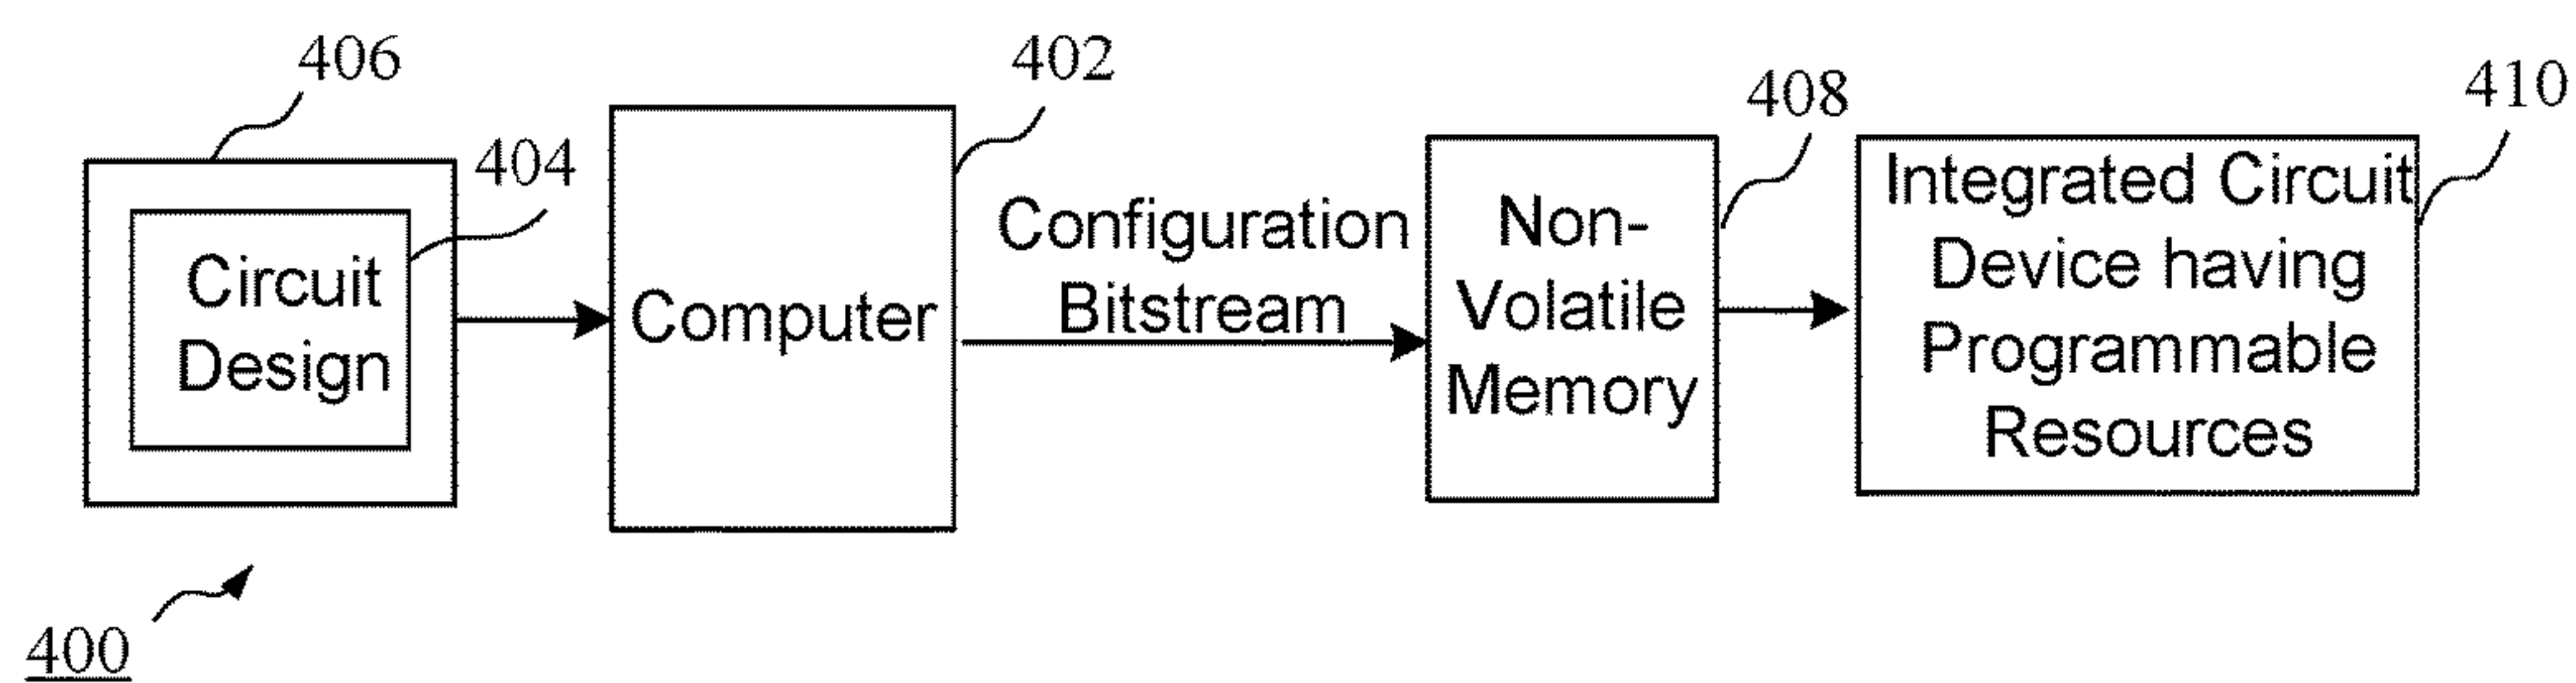 406
404
Circuit
Design
402
Computer
Configuration
Bitstream
408
Non-
Volatile
Memory
410
Integrated Circuit
Device having
Programmable
Resources
400